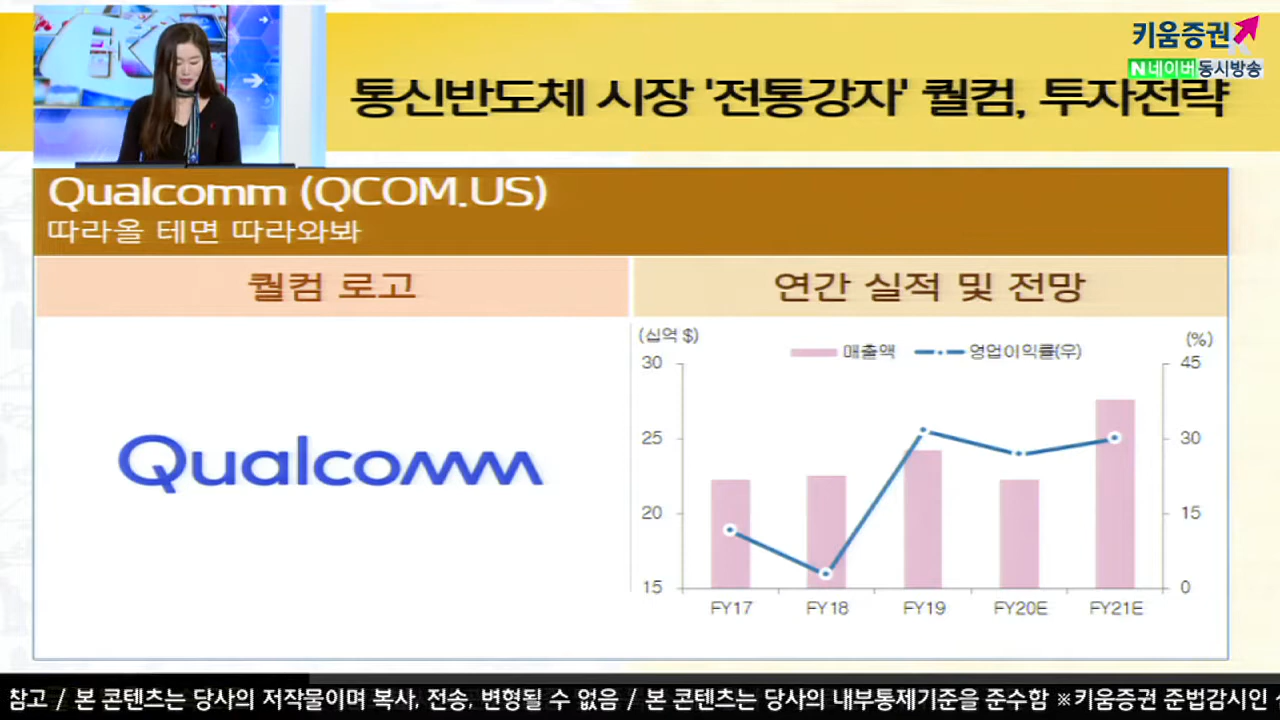 키움증권
N 네이버 동시방송
통신반도체 시장 '전통강자' 퀄컴, 투자전략
Qualcomm (QCOM.US)
따라올 테면 따라와봐
퀄컴 로고
연간 실적 및 전망
Qualcomm
(십억 $)
(%)
매출액
영업이익률(우)
30
25
20
15
45
30
15
0
FY17
FY18
FY19
FY20E
FY21E
참고 / 본 콘텐츠는 당사의 저작물이며 복사, 전송, 변형될 수 없음 / 본 콘텐츠는 당사의 내부통제기준을 준수함 ※키움증권 준법감시인